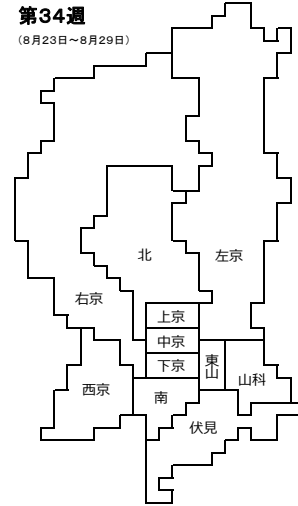 第34週
（8月23日～8月29日）
北
左京
右京
上京
中京
下京
東山
山科
西京
南
伏見